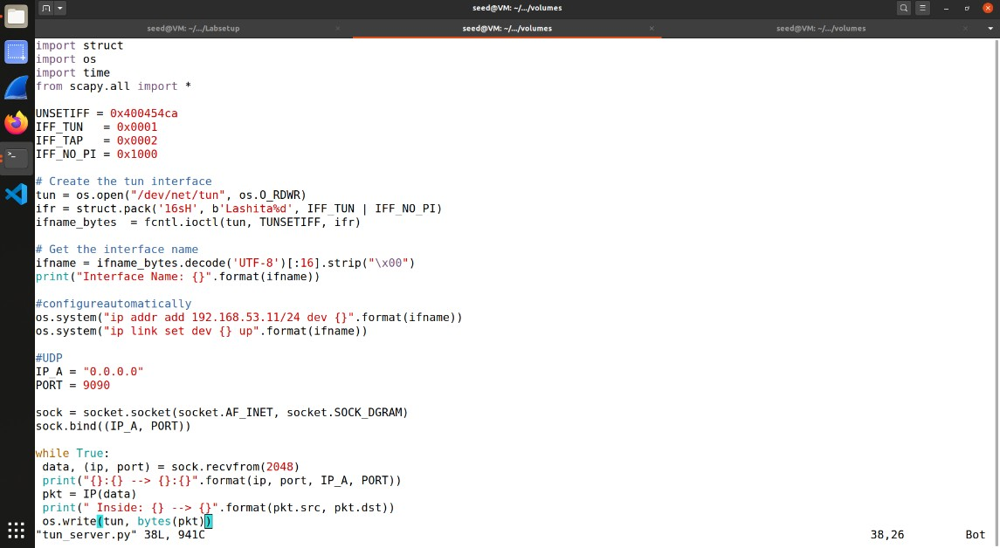 seed@VM: ~/.../volumes
seed@VM: ~/.../Labsetup
seed@VM: ~/.../volumes
seed@VM: ~/.../volumes
import struct
import os
import time
from scapy.all import *

UNSETIFF = 0x400454ca
IFF_TUN   = 0x0001
IFF_TAP   = 0x0002
IFF_NO_PI = 0x1000

# Create the tun interface
tun = os.open("/dev/net/tun", os.O_RDWR)
ifr = struct.pack('16sH', b'Lashita%d', IFF_TUN | IFF_NO_PI)
ifname_bytes  = fcntl.ioctl(tun, TUNSETIFF, ifr)

# Get the interface name
ifname = ifname_bytes.decode('UTF-8')[:16].strip("\x00")
print("Interface Name: {}".format(ifname))

#configureautomatically
os.system("ip addr add 192.168.53.11/24 dev {}".format(ifname))
os.system("ip link set dev {} up".format(ifname))

#UDP
IP_A = "0.0.0.0"
PORT = 9090

sock = socket.socket(socket.AF_INET, socket.SOCK_DGRAM)
sock.bind((IP_A, PORT))

while True:
 data, (ip, port) = sock.recvfrom(2048)
 print("{}:{} --> {}:{}".format(ip, port, IP_A, PORT))
 pkt = IP(data)
 print(" Inside: {} --> {}".format(pkt.src, pkt.dst))
 os.write(tun, bytes(pkt))
"tun_server.py" 38L, 941C 38,26 Bot